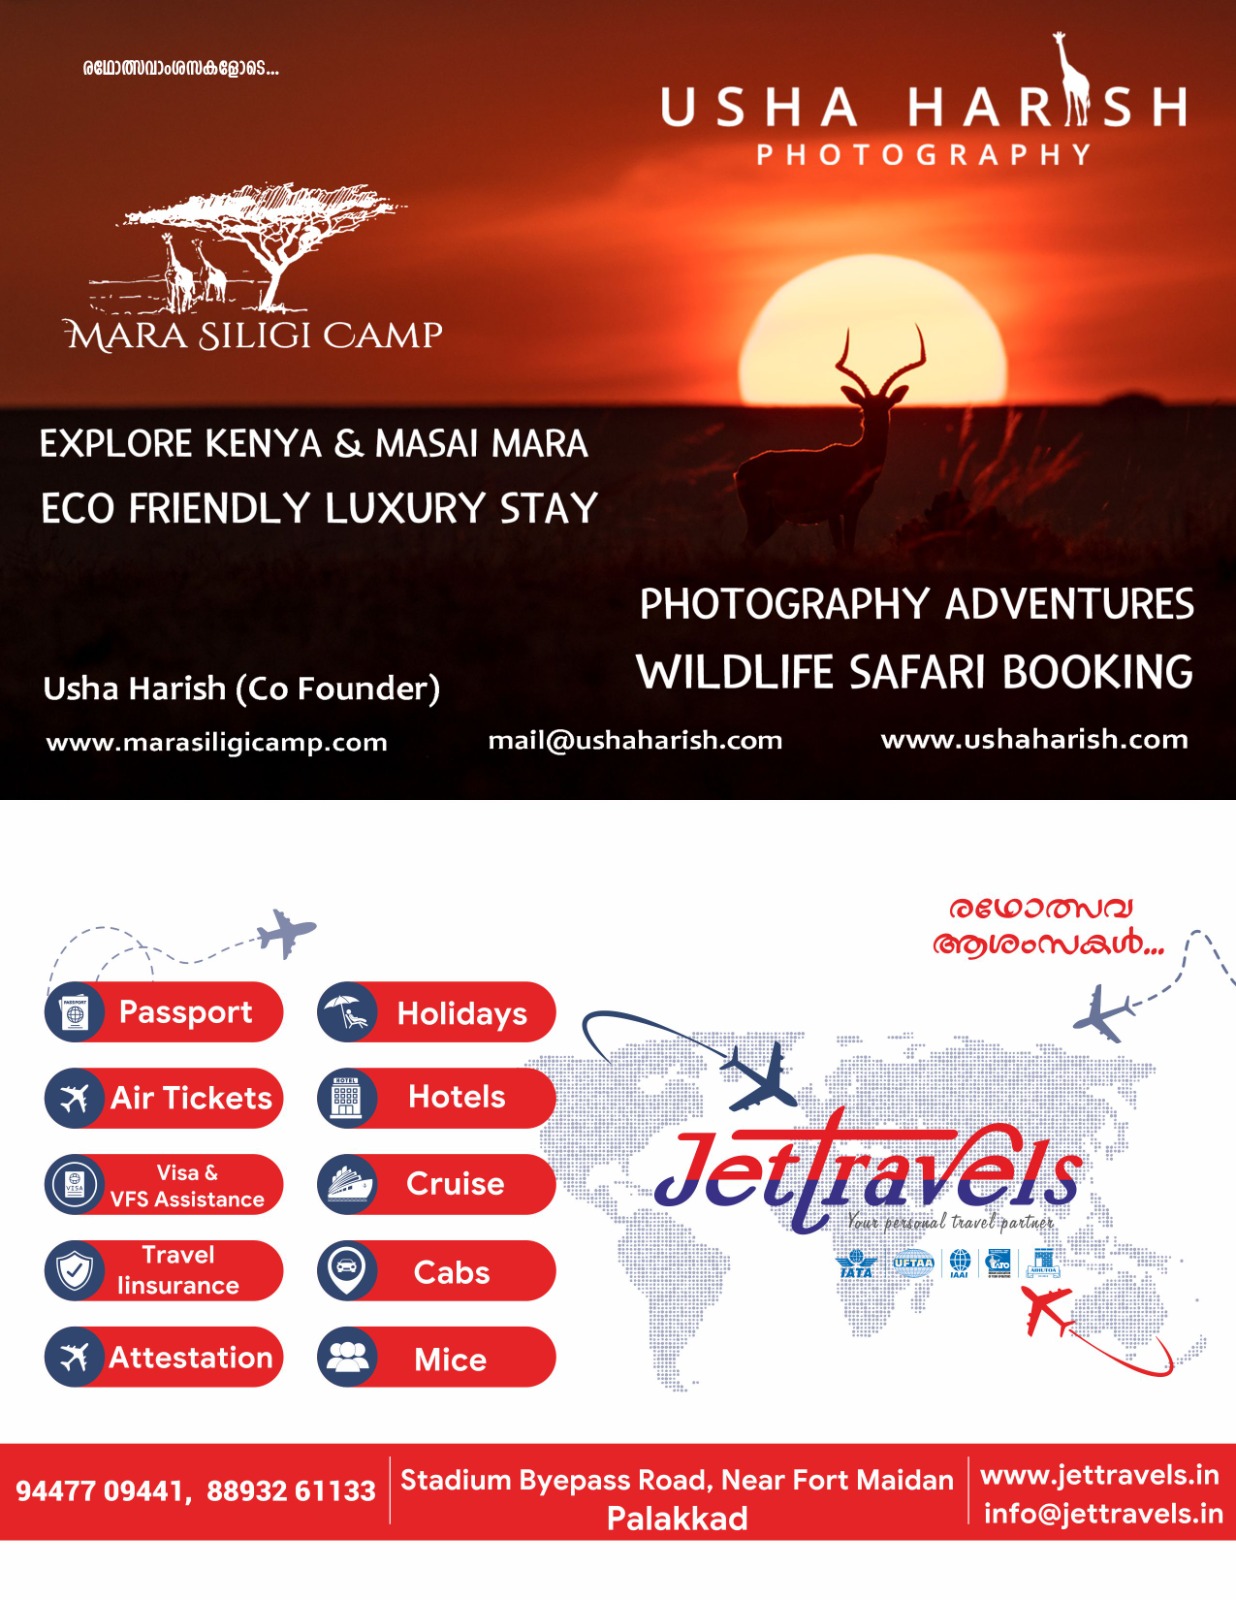 രഥോത്സവാംശസകളോടെ...
USHA HARISH
PHOTOGRAPHY
MARA SILIGI CAMP
EXPLORE KENYA & MASAI MARA
ECO FRIENDLY LUXURY STAY
PHOTOGRAPHY ADVENTURES
WILDLIFE SAFARI BOOKING
Usha Harish (Co Founder)
www.marasiligicamp.com
mail@ushaharish.com
www.ushaharish.com
രഥോത്സവ
ആശംസകൾ...
PASSPORT
Passport
Holidays
Air Tickets
HOTEL
Hotels
VISA
Visa &
VFS Assistance
Cruise
Travel
Iinsurance
Cabs
Attestation
Mice
Jettravels
Your personal travel partner
IATA
UFTAA
IAAI
94477 09441, 88932 61133
Stadium Byepass Road, Near Fort Maidan
Palakkad
www.jettravels.in
info@jettravels.in